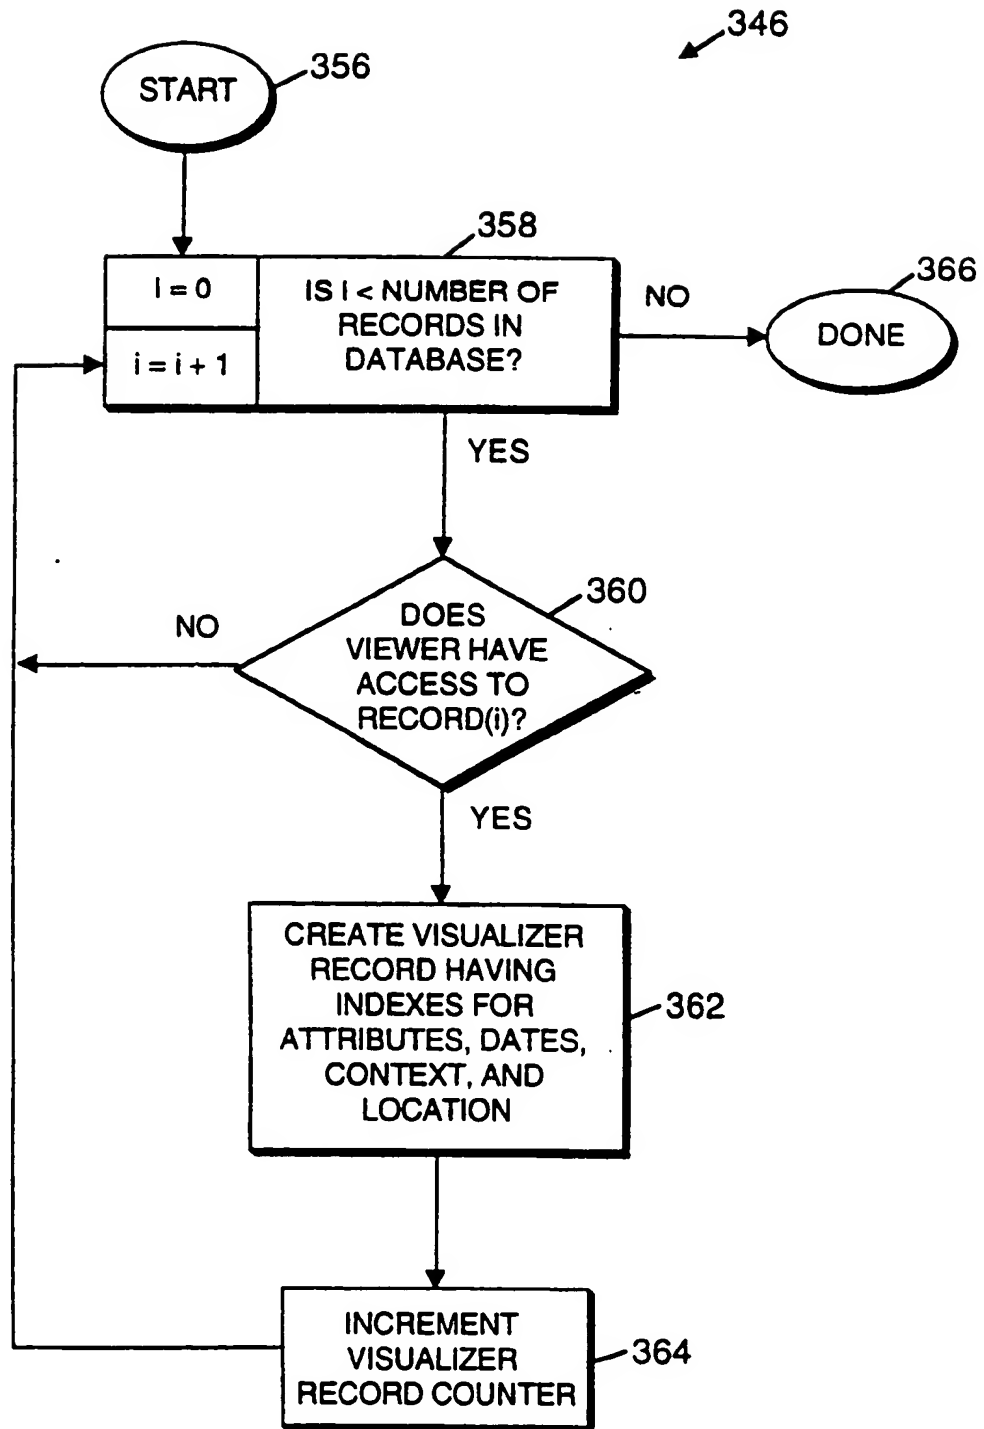 346
START
356
358
I = 0
i = i + 1
IS I < NUMBER OF
RECORDS IN
DATABASE?
NO
366
DONE
YES
360
DOES
VIEWER HAVE
ACCESS TO
RECORD(i)?
NO
YES
CREATE VISUALIZER
RECORD HAVING
INDEXES FOR
ATTRIBUTES, DATES,
CONTEXT, AND
LOCATION
362
INCREMENT
VISUALIZER
RECORD COUNTER
364